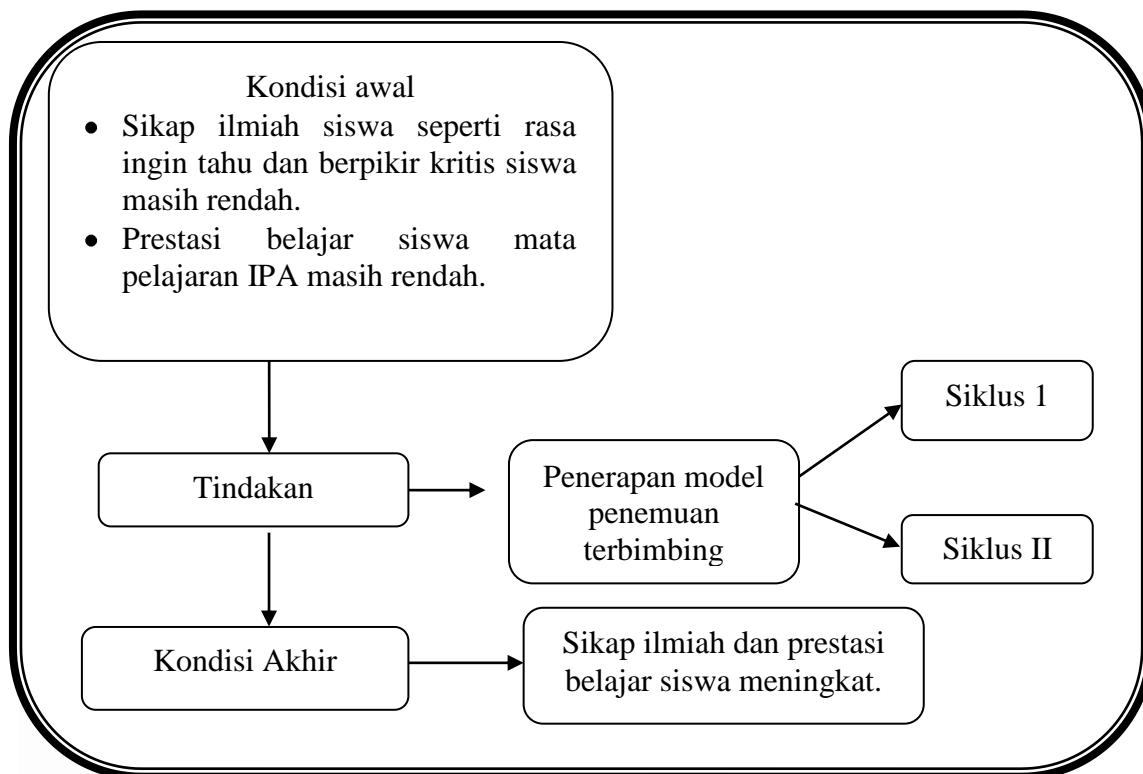 Kondisi awal
• Sikap ilmiah siswa seperti rasa
ingin tahu dan berpikir kritis siswa
masih rendah.
• Prestasi belajar siswa mata
pelajaran IPA masih rendah.
Siklus 1
Tindakan
Penerapan model
penemuan
terbimbing
Siklus II
Kondisi Akhir
Sikap ilmiah dan prestasi
belajar siswa meningkat.